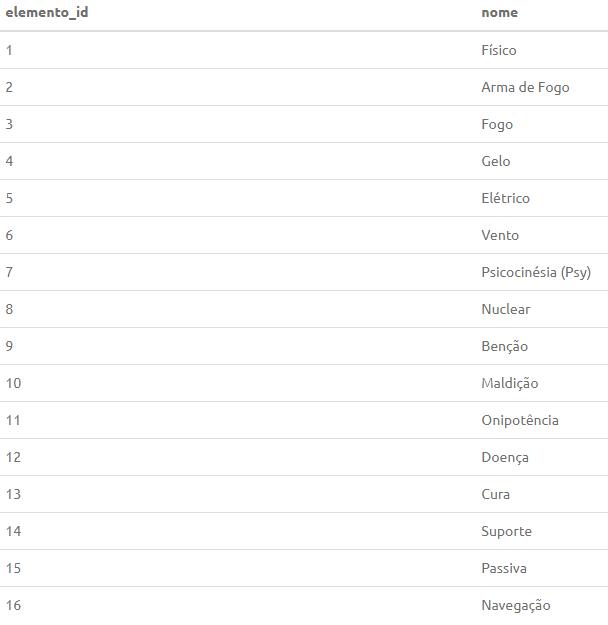 elemento_id nome
1 Físico
2 Arma de Fogo
3 Fogo
4 Gelo
5 Elétrico
6 Vento
7 Psicocinésia (Psy)
8 Nuclear
9 Benção
10 Maldição
11 Onipotência
12 Doença
13 Cura
14 Suporte
15 Passiva
16 Navegação